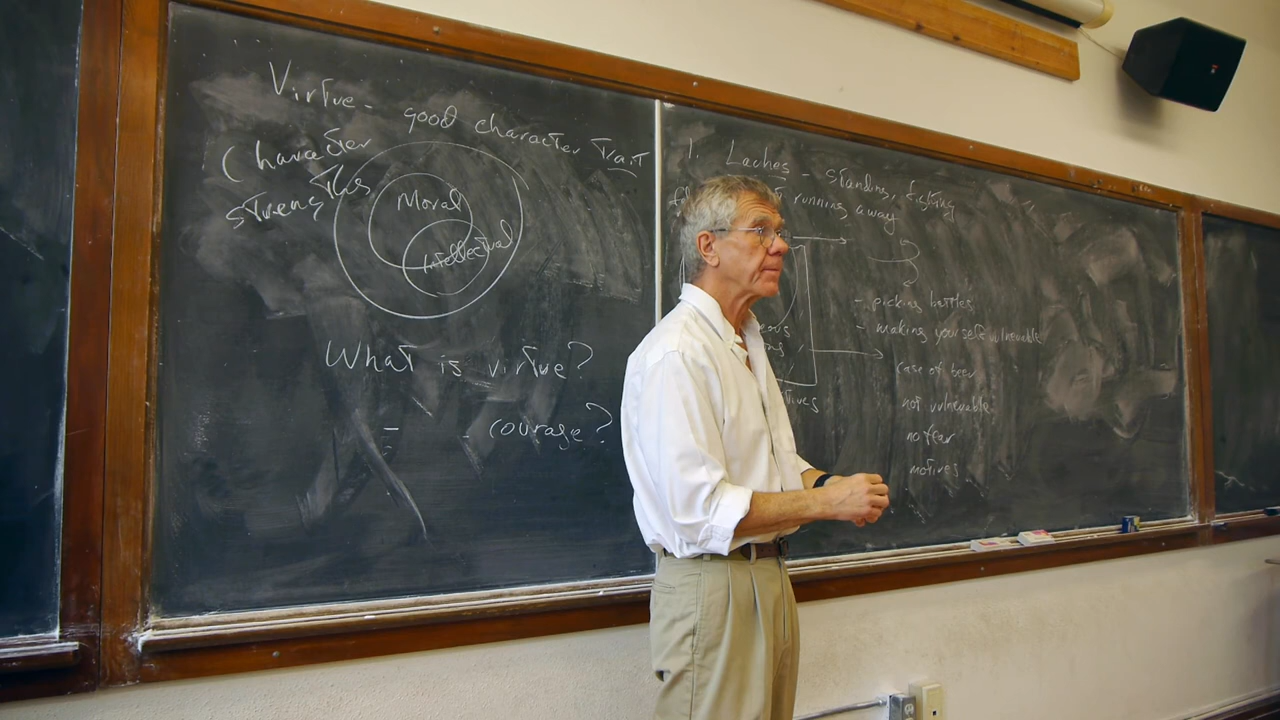 Virtue - good character trait
Character
strengths
Moral
intellectual
What is virtue?
- courage?
1. Laches - standing, fighting
running away
- picking battles
- making yourself vulnerable
case of beer
not vulnerable
no fear
motives